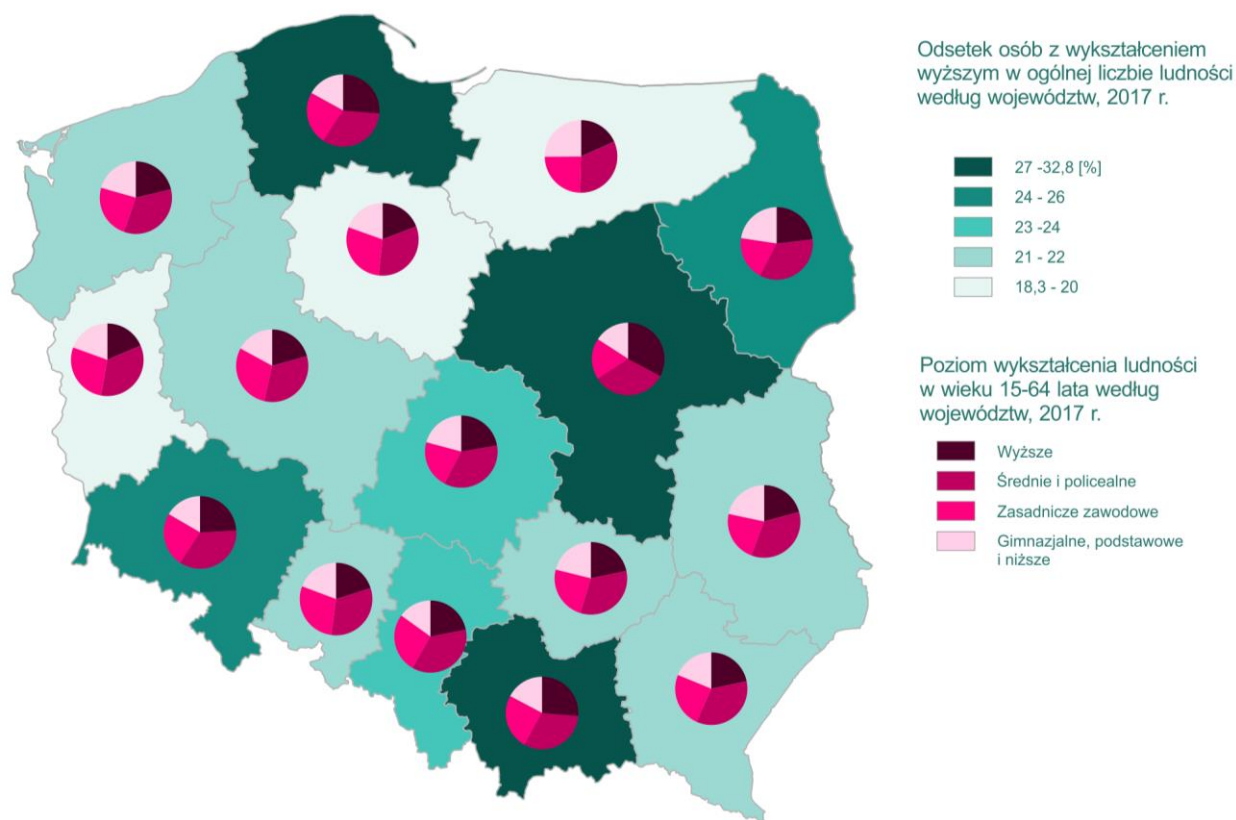 Odsetek osób z wykształceniem
wyższym w ogólnej liczbie ludności
według województw, 2017 r.
27 -32,8 [%]
24 - 26
23 -24
21 - 22
18,3 - 20
Poziom wykształcenia ludności
w wieku 15-64 lata według
województw, 2017 r.
Wyższe
Średnie i policealne
Zasadnicze zawodowe
Gimnazjalne, podstawowe
i niższe